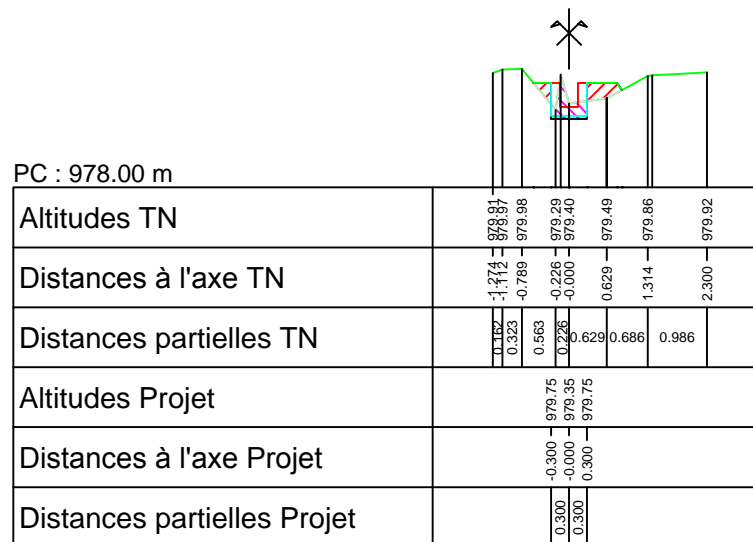 PC : 978.00 m
Altitudes TN 979.91 979.97 979.98 979.29 979.40 979.49 979.86 979.92
Distances à l'axe TN -1.274 -1.112 -0.789 -0.226 -0.000 0.629 1.314 2.300
Distances partielles TN 0.162 0.323 0.563 0.226 0.629 0.686 0.986
Altitudes Projet 979.75 979.35 979.75
Distances à l'axe Projet -0.300 -0.000 0.300
Distances partielles Projet 0.300 0.300